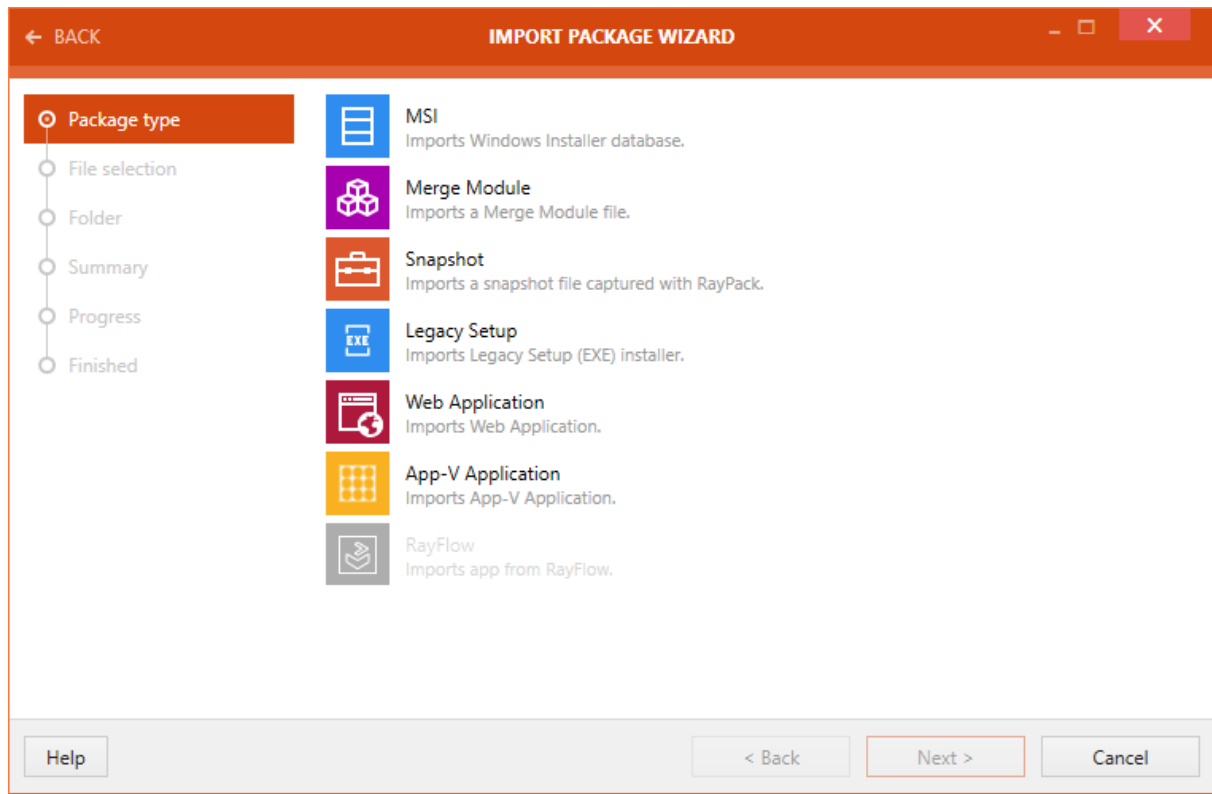 ← BACK
IMPORT PACKAGE WIZARD
Package type
File selection
Folder
Summary
Progress
Finished
MSI
Imports Windows Installer database.
Merge Module
Imports a Merge Module file.
Snapshot
Imports a snapshot file captured with RayPack.
EXE
Legacy Setup
Imports Legacy Setup (EXE) installer.
Web Application
Imports Web Application.
App-V Application
Imports App-V Application.
RayFlow
Imports app from RayFlow.
Help
< Back
Next >
Cancel